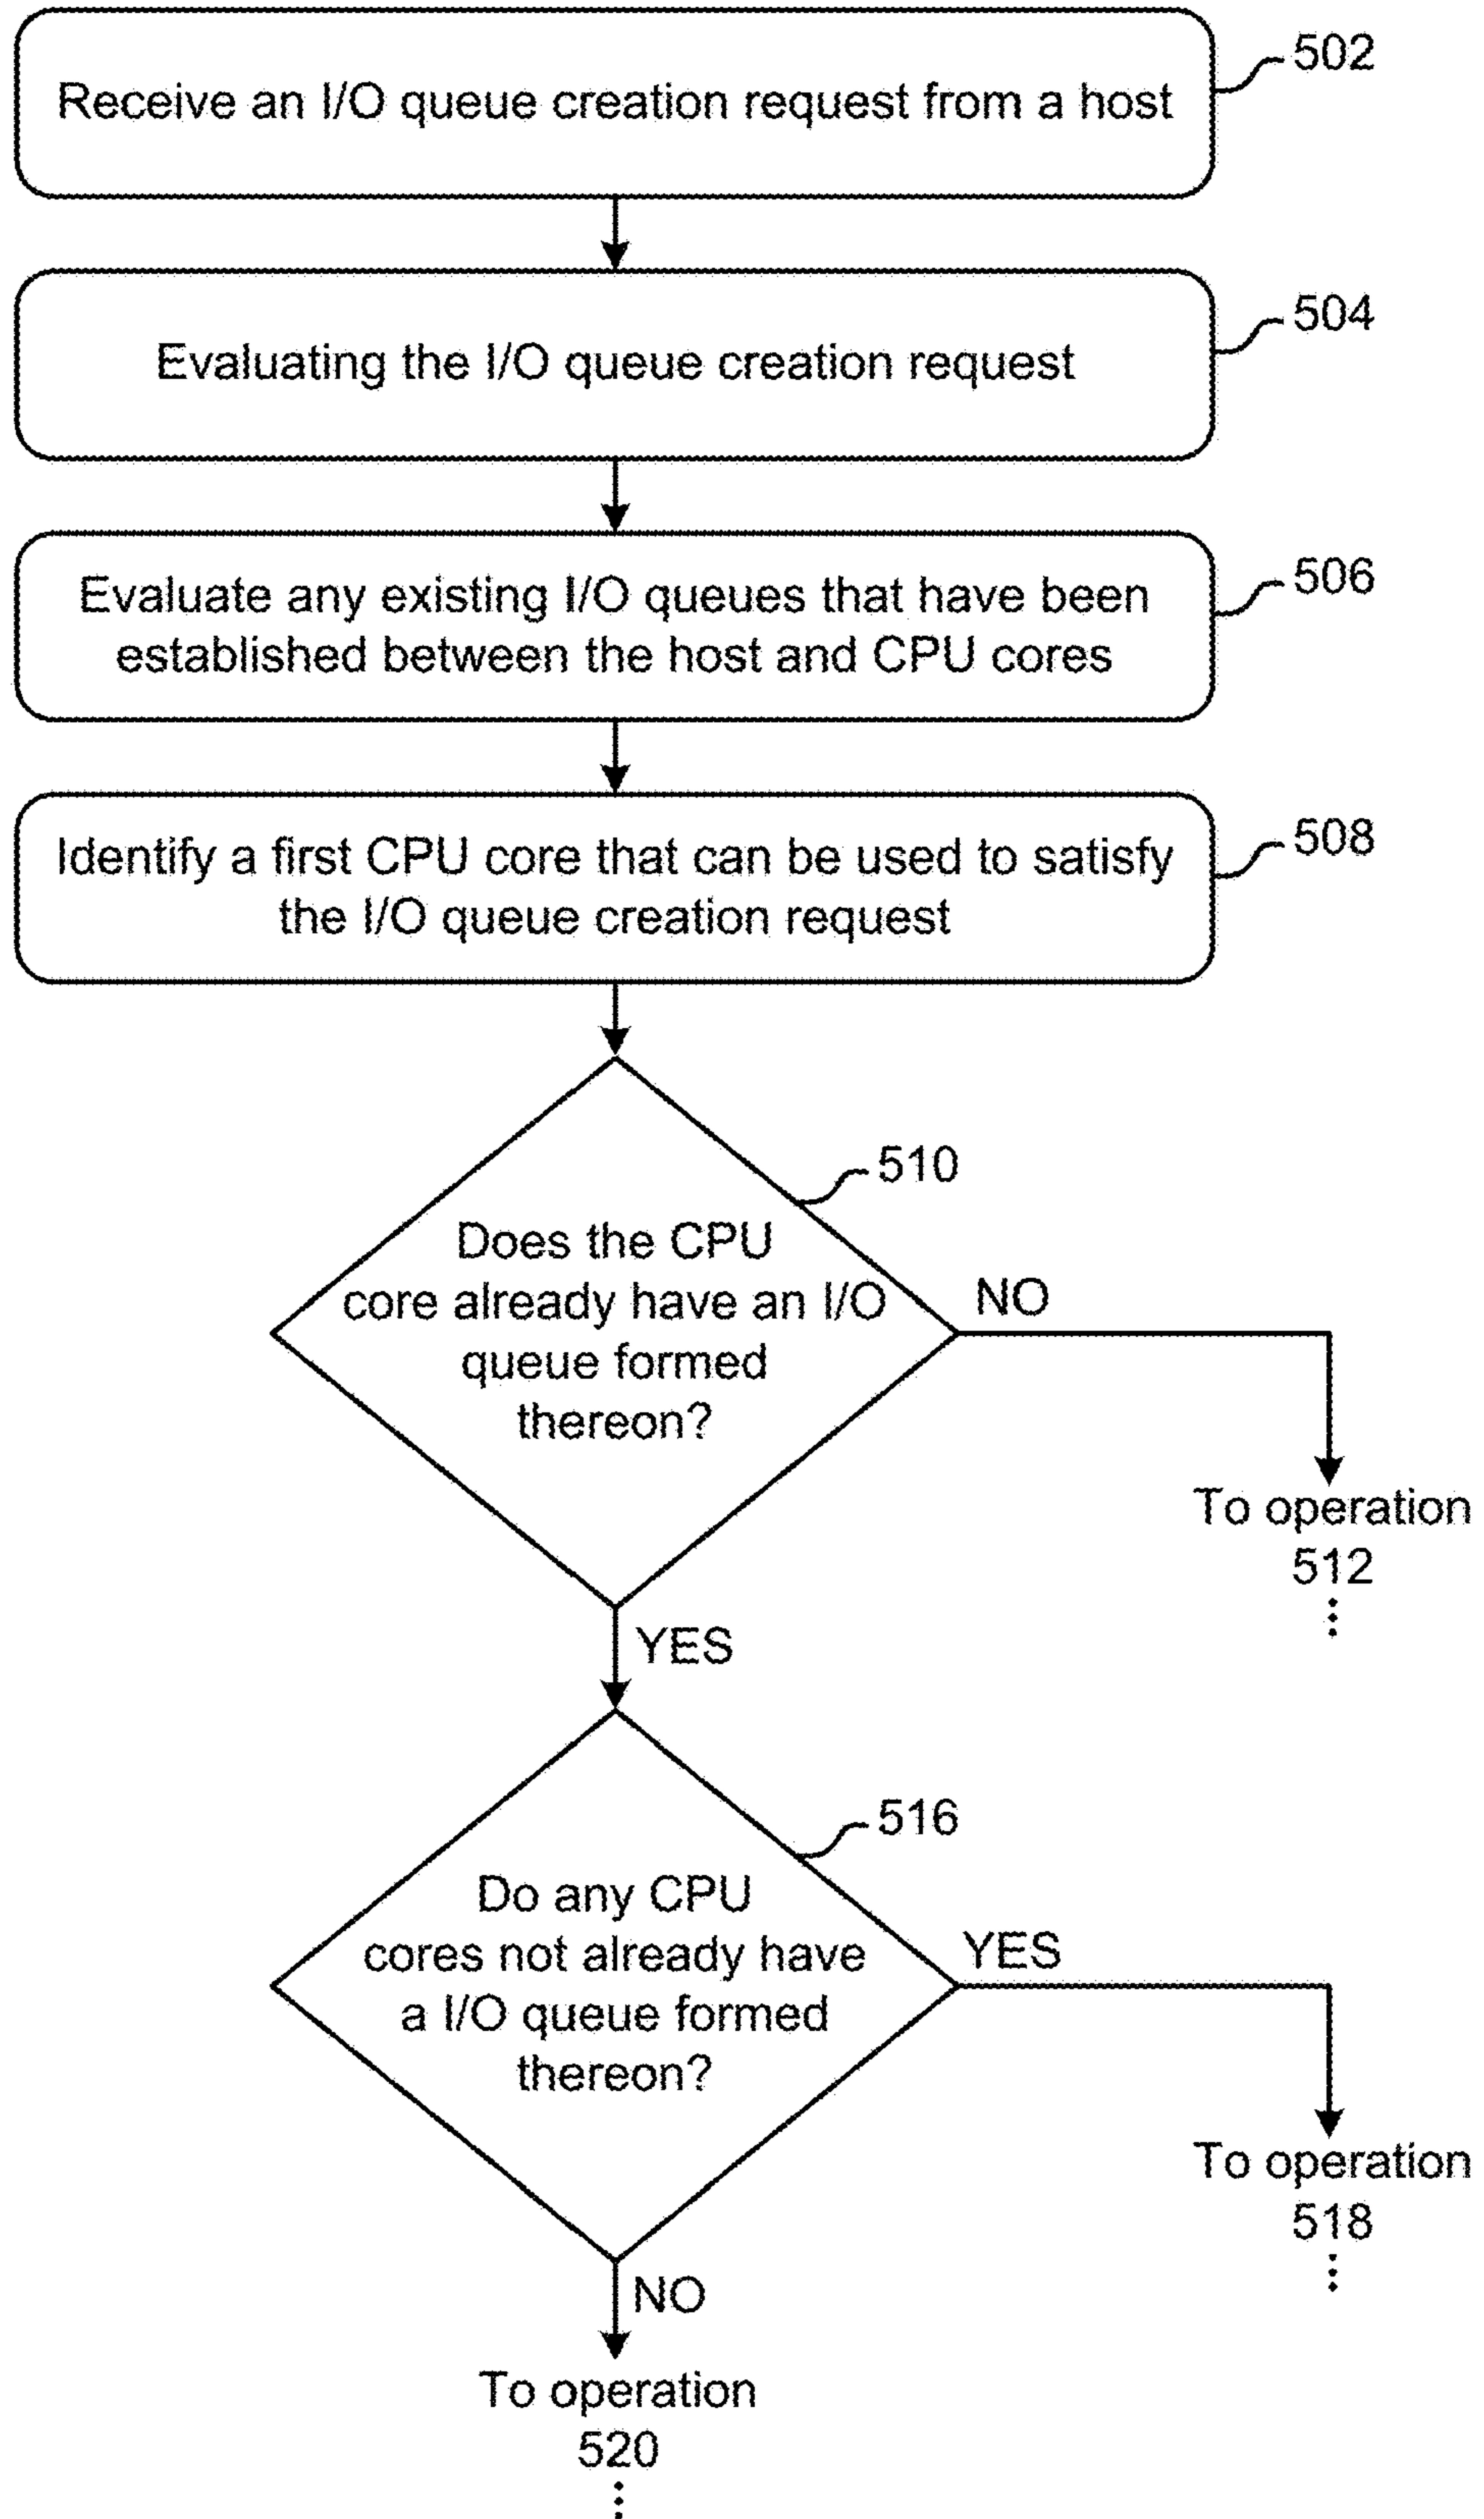 Receive an I/O queue creation request from a host
502
Evaluating the I/O queue creation request
504
Evaluate any existing I/O queues that have been
established between the host and CPU cores
506
Identify a first CPU core that can be used to satisfy
the I/O queue creation request
508
510
Does the CPU
core already have an I/O
queue formed
thereon?
NO
To operation
512
YES
516
Do any CPU
cores not already have
a I/O queue formed
thereon?
YES
To operation
518
NO
To operation
520